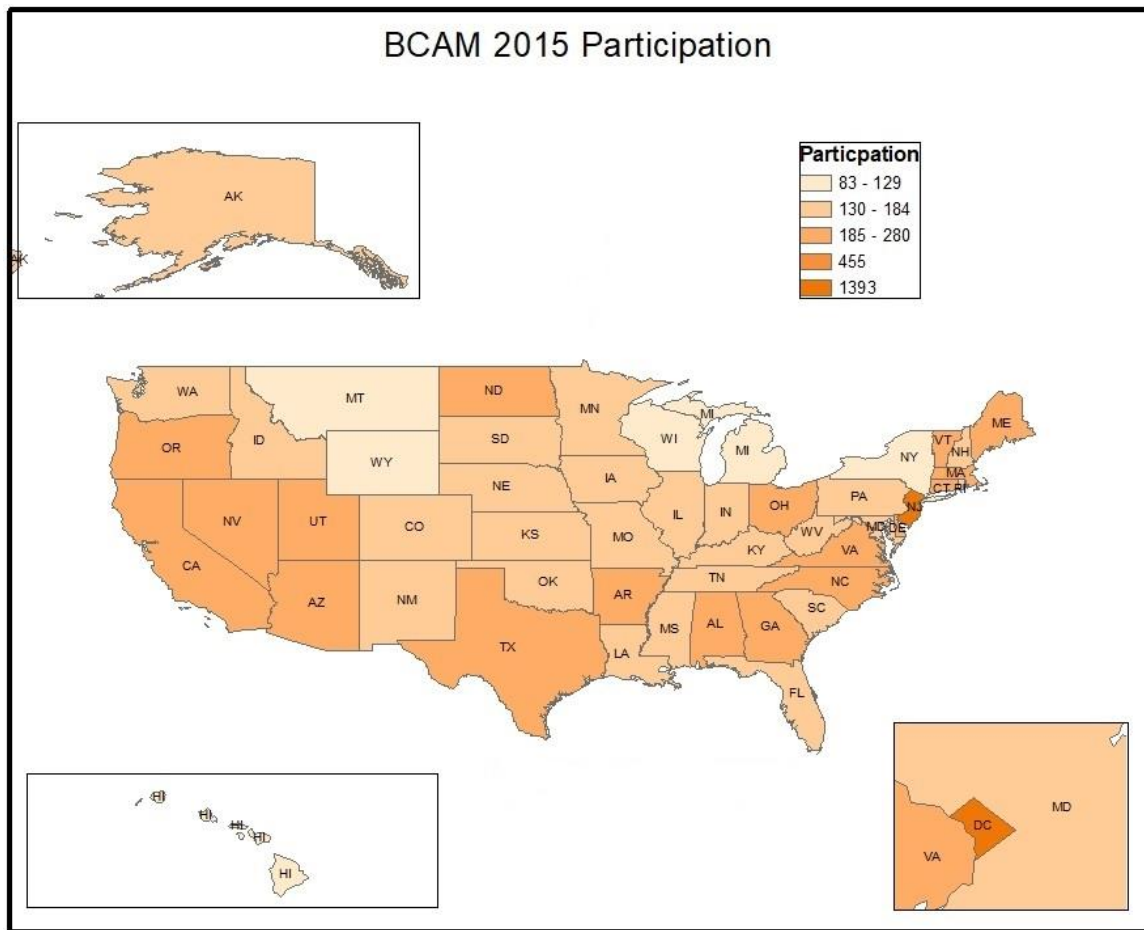 BCAM 2015 Participation
Particpation
83 - 129
130 - 184
185 - 280
455
1393
AK
AK
WA
MT
ND
MN
MI
ME
OR
ID
SD
WI
MI
NY
VT
NH
WY
MA
NE
IA
CT
RI
NV
UT
CO
IL
IN
OH
PA
NJ
KS
MO
WV
MD
DE
CA
KY
VA
AZ
NM
OK
AR
TN
NC
TX
MS
AL
GA
SC
LA
FL
HI
HI
HI
HI
HI
MD
DC
VA